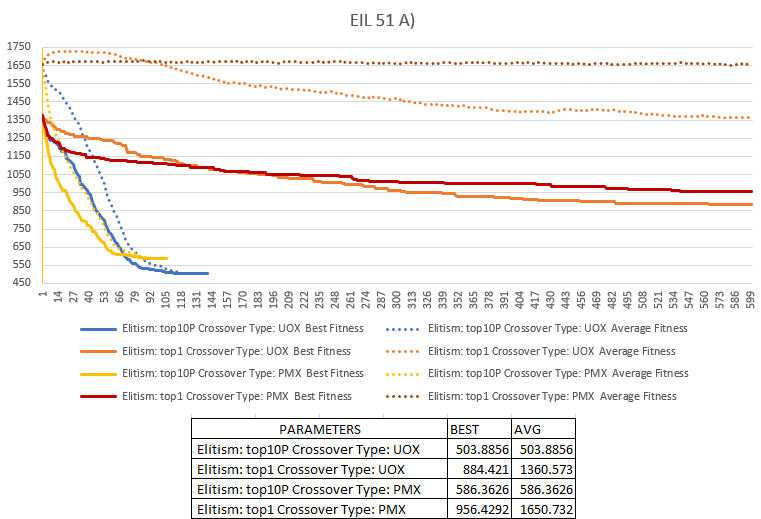 EIL 51 A)
1750
1650
1550
1450
1350
1250
1150
1050
950
850
750
650
550
450
1 14 27 40 53 66 79 92 105 118 131 144 157 170 183 196 209 222 235 248 261 274 287 300 313 326 339 352 365 378 391 404 417 430 443 456 469 482 495 508 521 534 547 560 573 586 599
Elitism: top10P Crossover Type: UOX Best Fitness Elitism: top10P Crossover Type: UOX Average Fitness
Elitism: top1 Crossover Type: UOX Best Fitness Elitism: top1 Crossover Type: UOX Average Fitness
Elitism: top10P Crossover Type: PMX Best Fitness Elitism: top10P Crossover Type: PMX Average Fitness
Elitism: top1 Crossover Type: PMX Best Fitness Elitism: top1 Crossover Type: PMX Average Fitness
PARAMETERS BEST AVG
Elitism: top10P Crossover Type: UOX 503.8856 503.8856
Elitism: top1 Crossover Type: UOX 884.421 1360.573
Elitism: top10P Crossover Type: PMX 586.3626 586.3626
Elitism: top1 Crossover Type: PMX 956.4292 1650.732